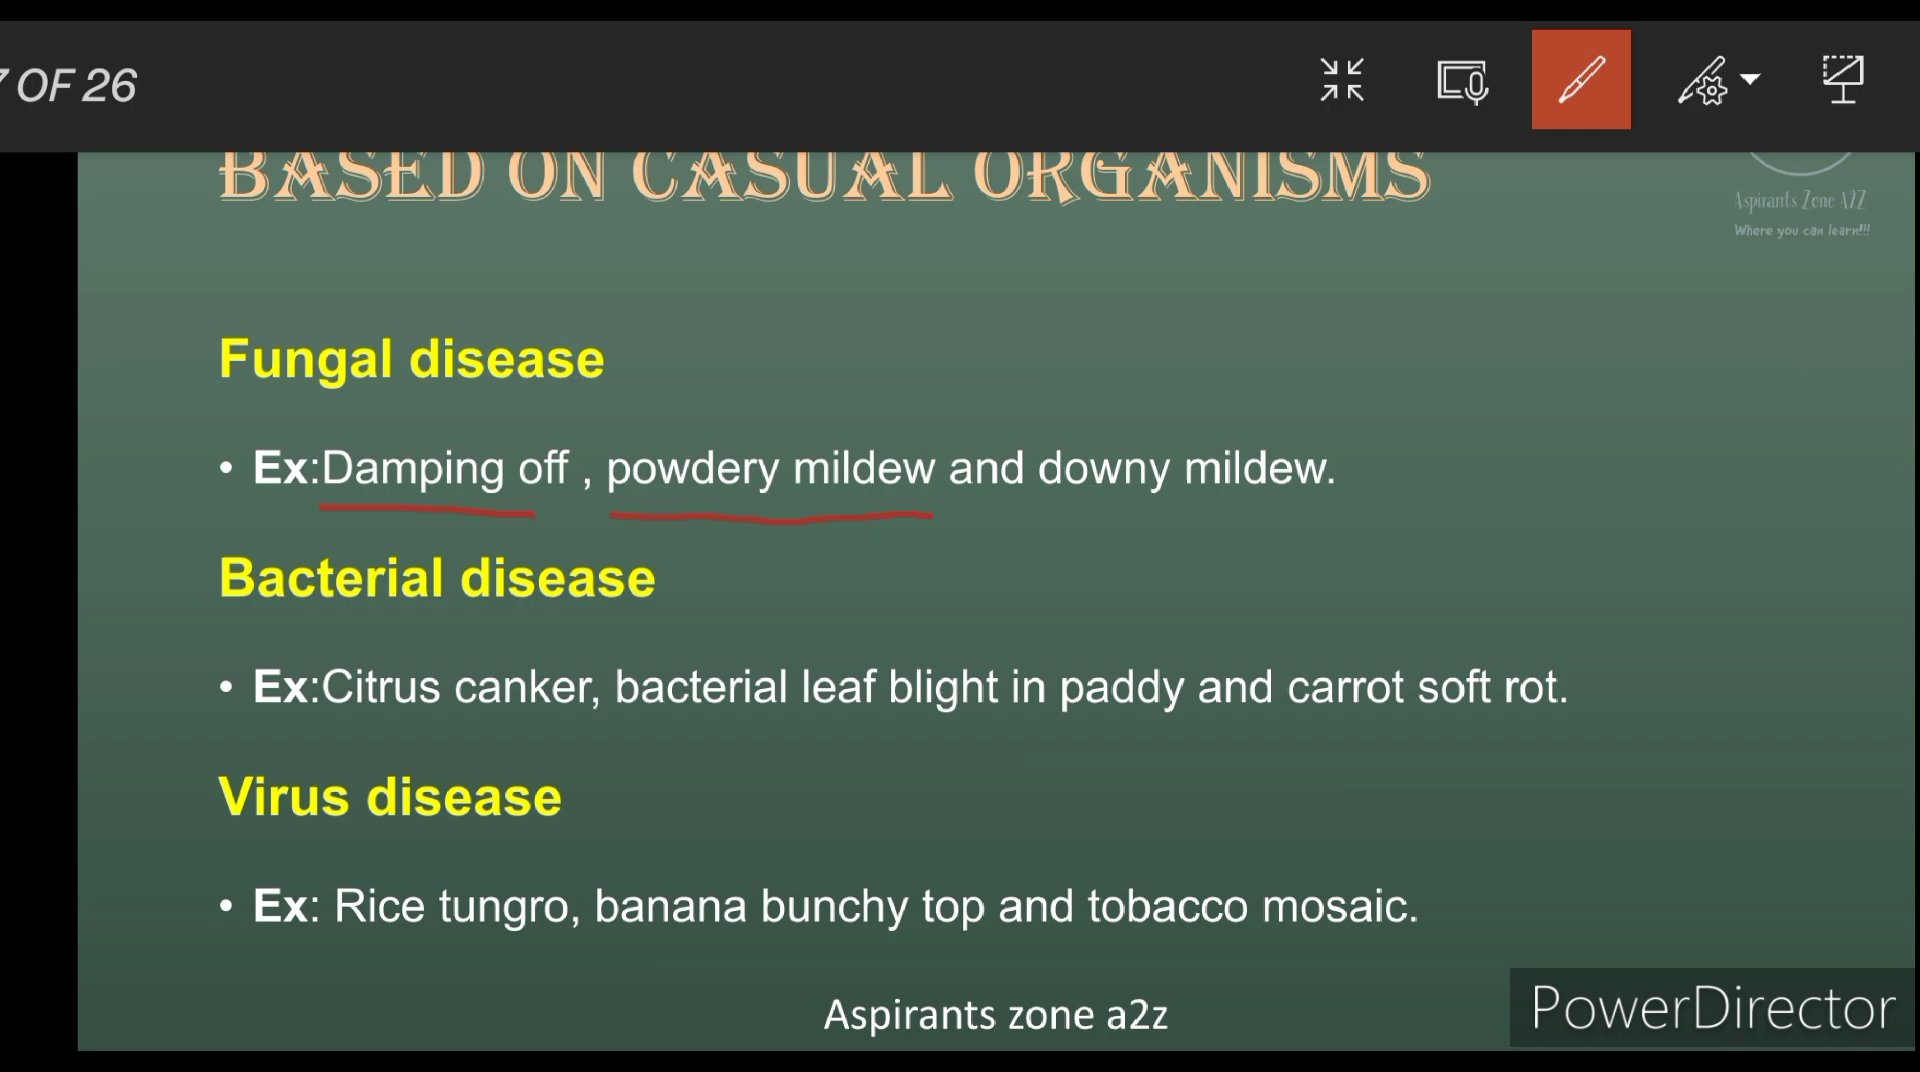 OF 26
BASED ON CASUAL ORGANISMS
Aspirants Zone A2Z
Where you can learn!!!
Fungal disease
• Ex:Damping off , powdery mildew and downy mildew.
Bacterial disease
• Ex:Citrus canker, bacterial leaf blight in paddy and carrot soft rot.
Virus disease
• Ex: Rice tungro, banana bunchy top and tobacco mosaic.
Aspirants zone a2z
PowerDirector